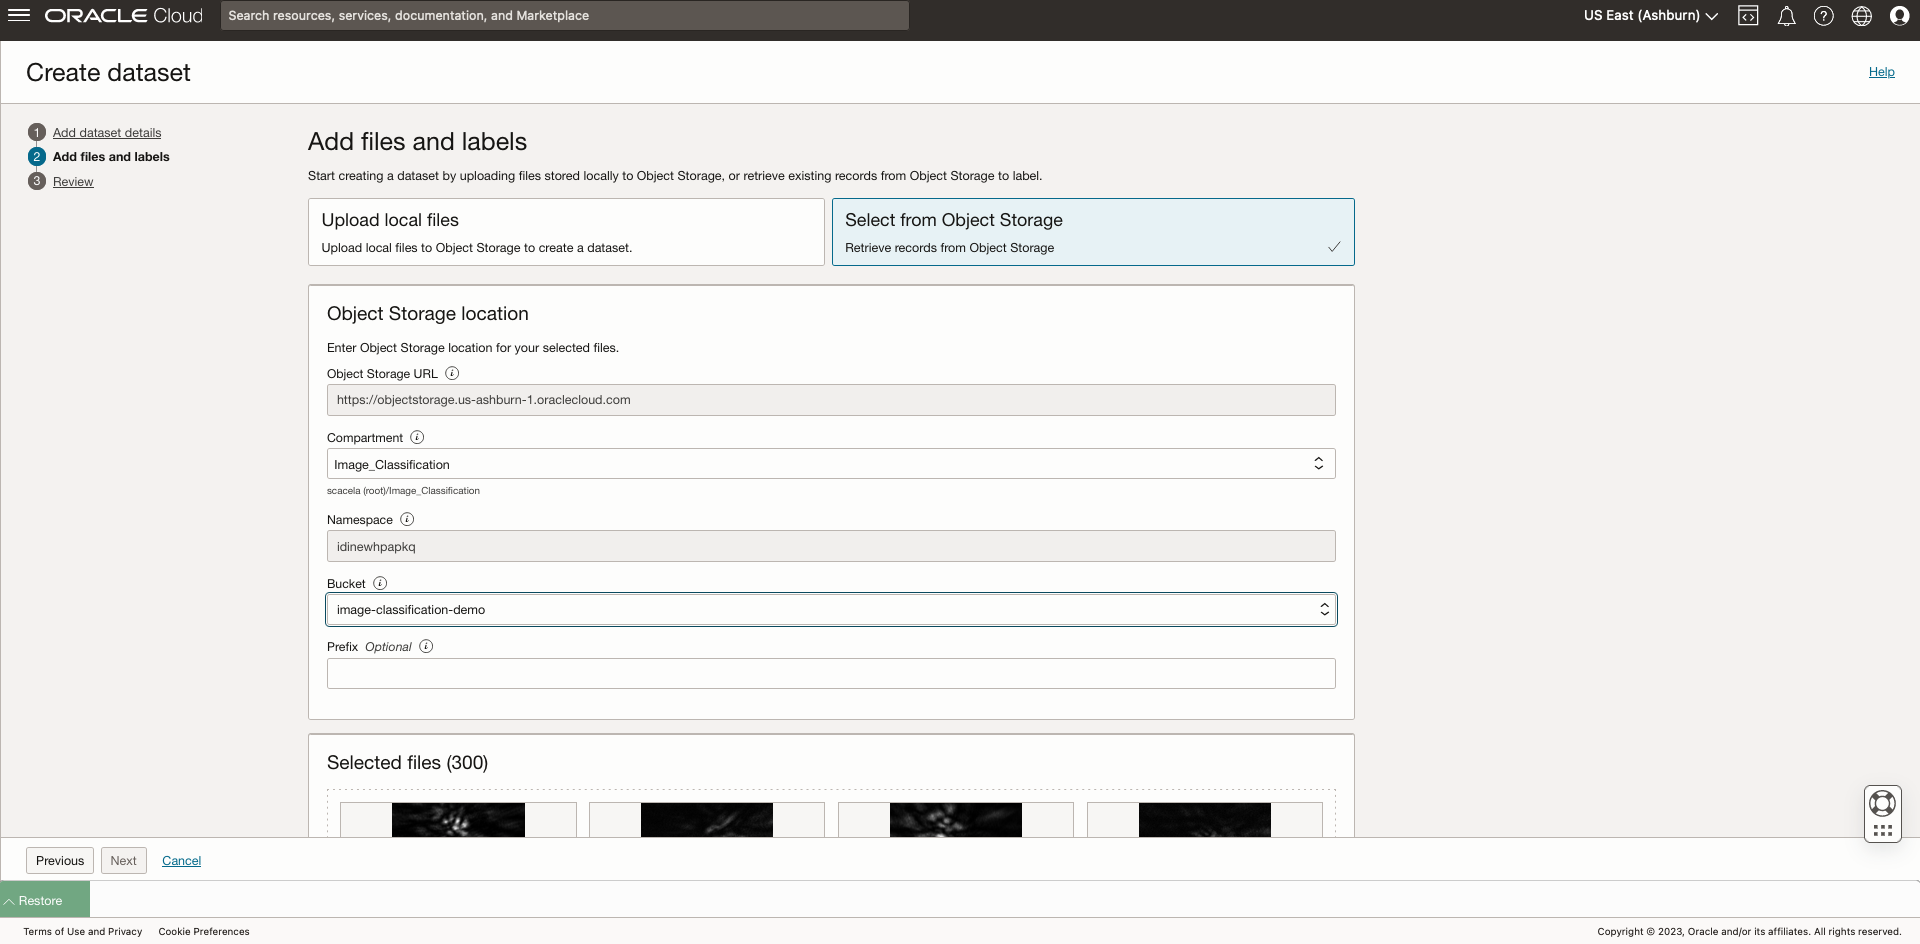 ORACLE Cloud
Search resources, services, documentation, and Marketplace
US East (Ashburn)
Create dataset
Help
1 Add dataset details
2 Add files and labels
3 Review
Add files and labels
Start creating a dataset by uploading files stored locally to Object Storage, or retrieve existing records from Object Storage to label.
Upload local files
Upload local files to Object Storage to create a dataset.
Select from Object Storage
Retrieve records from Object Storage
Object Storage location
Enter Object Storage location for your selected files.
Object Storage URL
https://objectstorage.us-ashburn-1.oraclecloud.com
Compartment
Image_Classification
scacela (root)/Image_Classification
Namespace
idinewhpapkq
Bucket
image-classification-demo
Prefix Optional
Selected files (300)
Previous Next Cancel
Restore
Terms of Use and Privacy Cookie Preferences
Copyright © 2023, Oracle and/or its affiliates. All rights reserved.